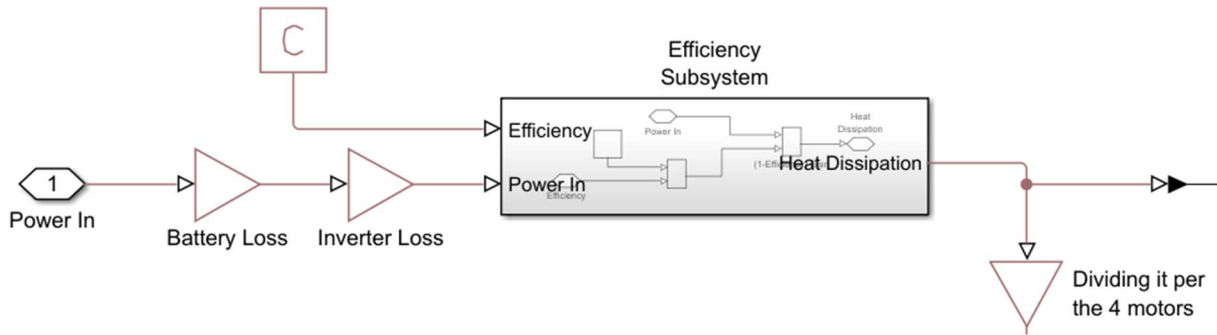 C
Efficiency
Subsystem
Efficiency
Power In
Heat
Dissipation
Heat Dissipation
Power In
Efficiency
1
Power In
Battery Loss
Inverter Loss
Dividing it per
the 4 motors